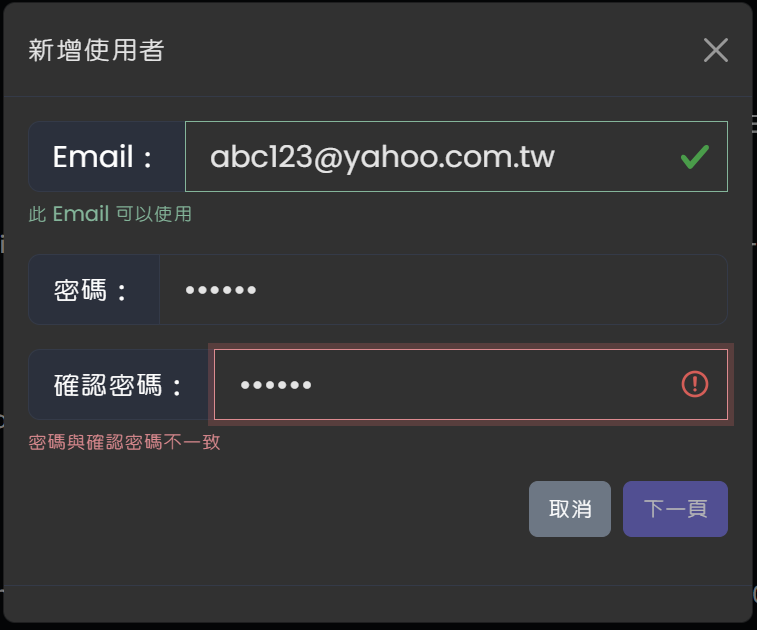 新增使用者
Email：
abc123@yahoo.com.tw
此 Email 可以使用
密碼：
••••••
確認密碼：
••••••
密碼與確認密碼不一致
取消
下一頁